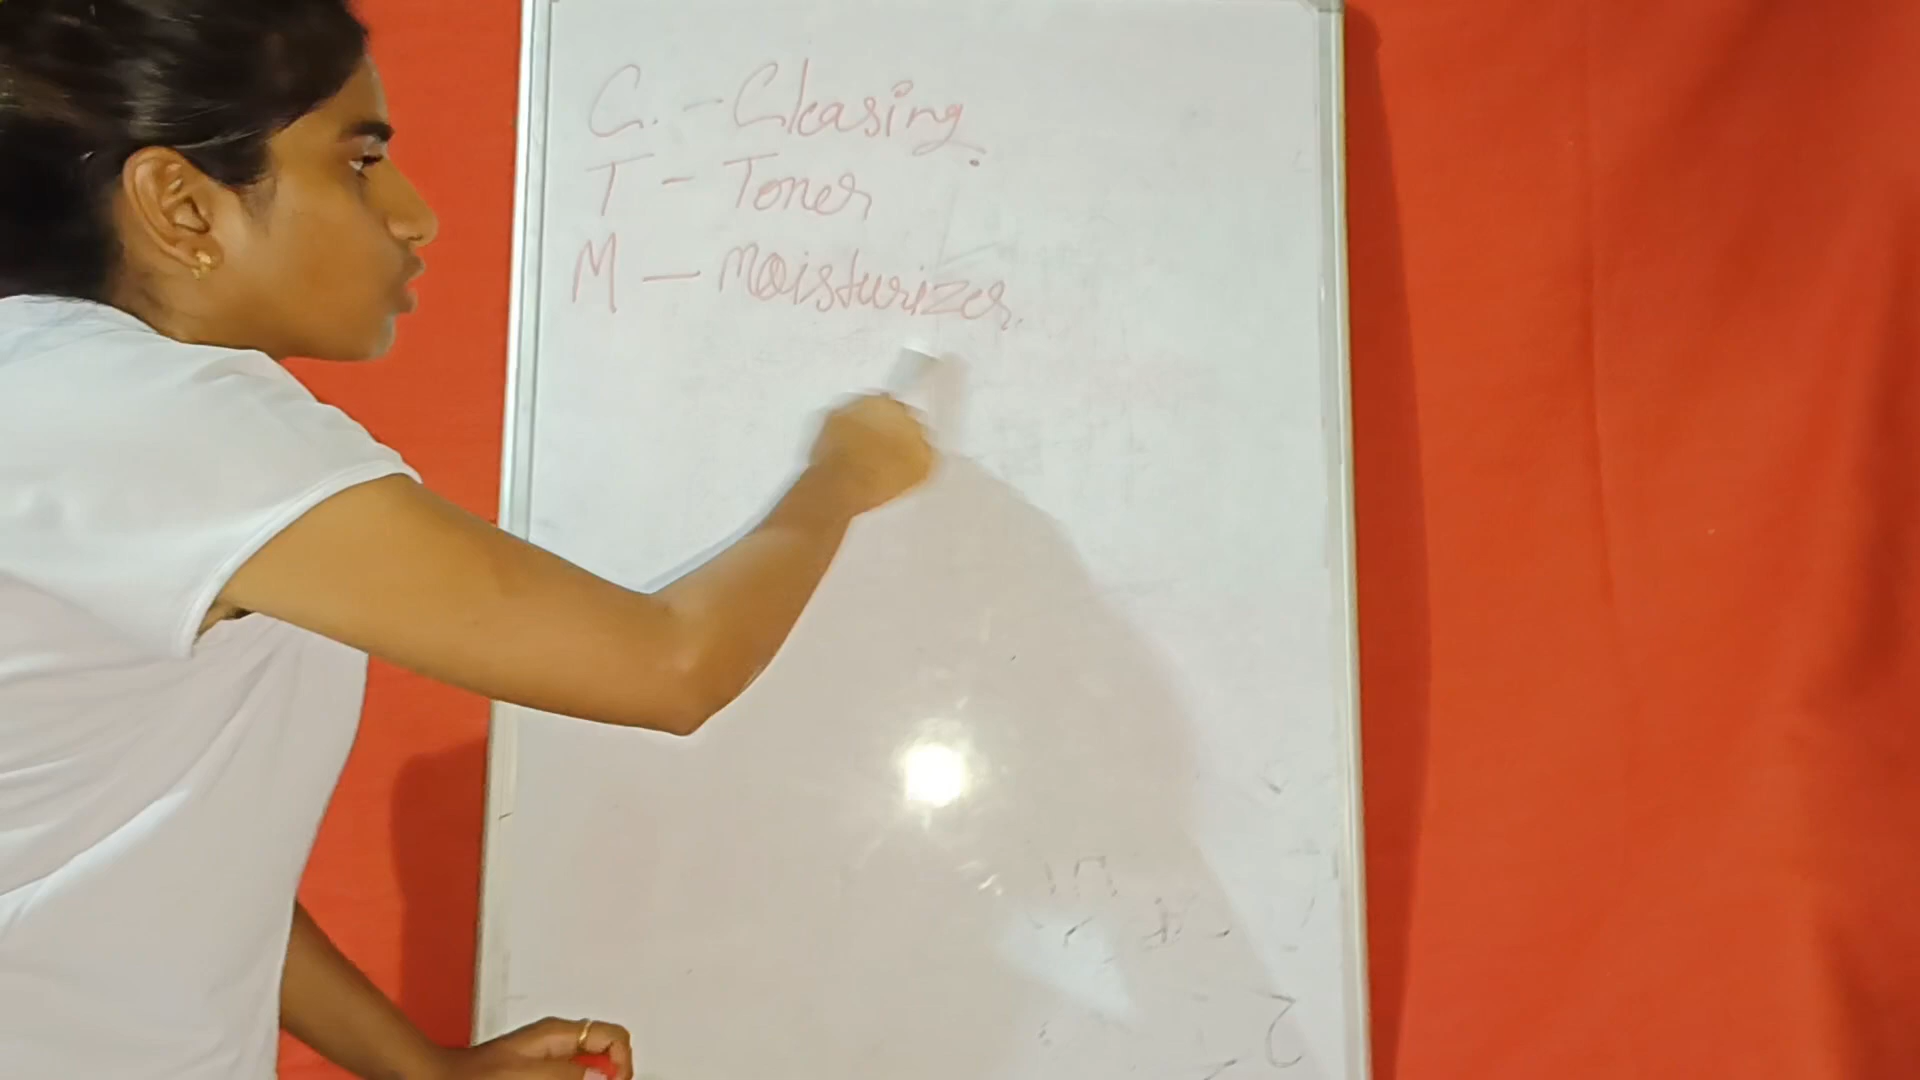 C. - Cleasing.
T - Toner
M - Moisturizer.